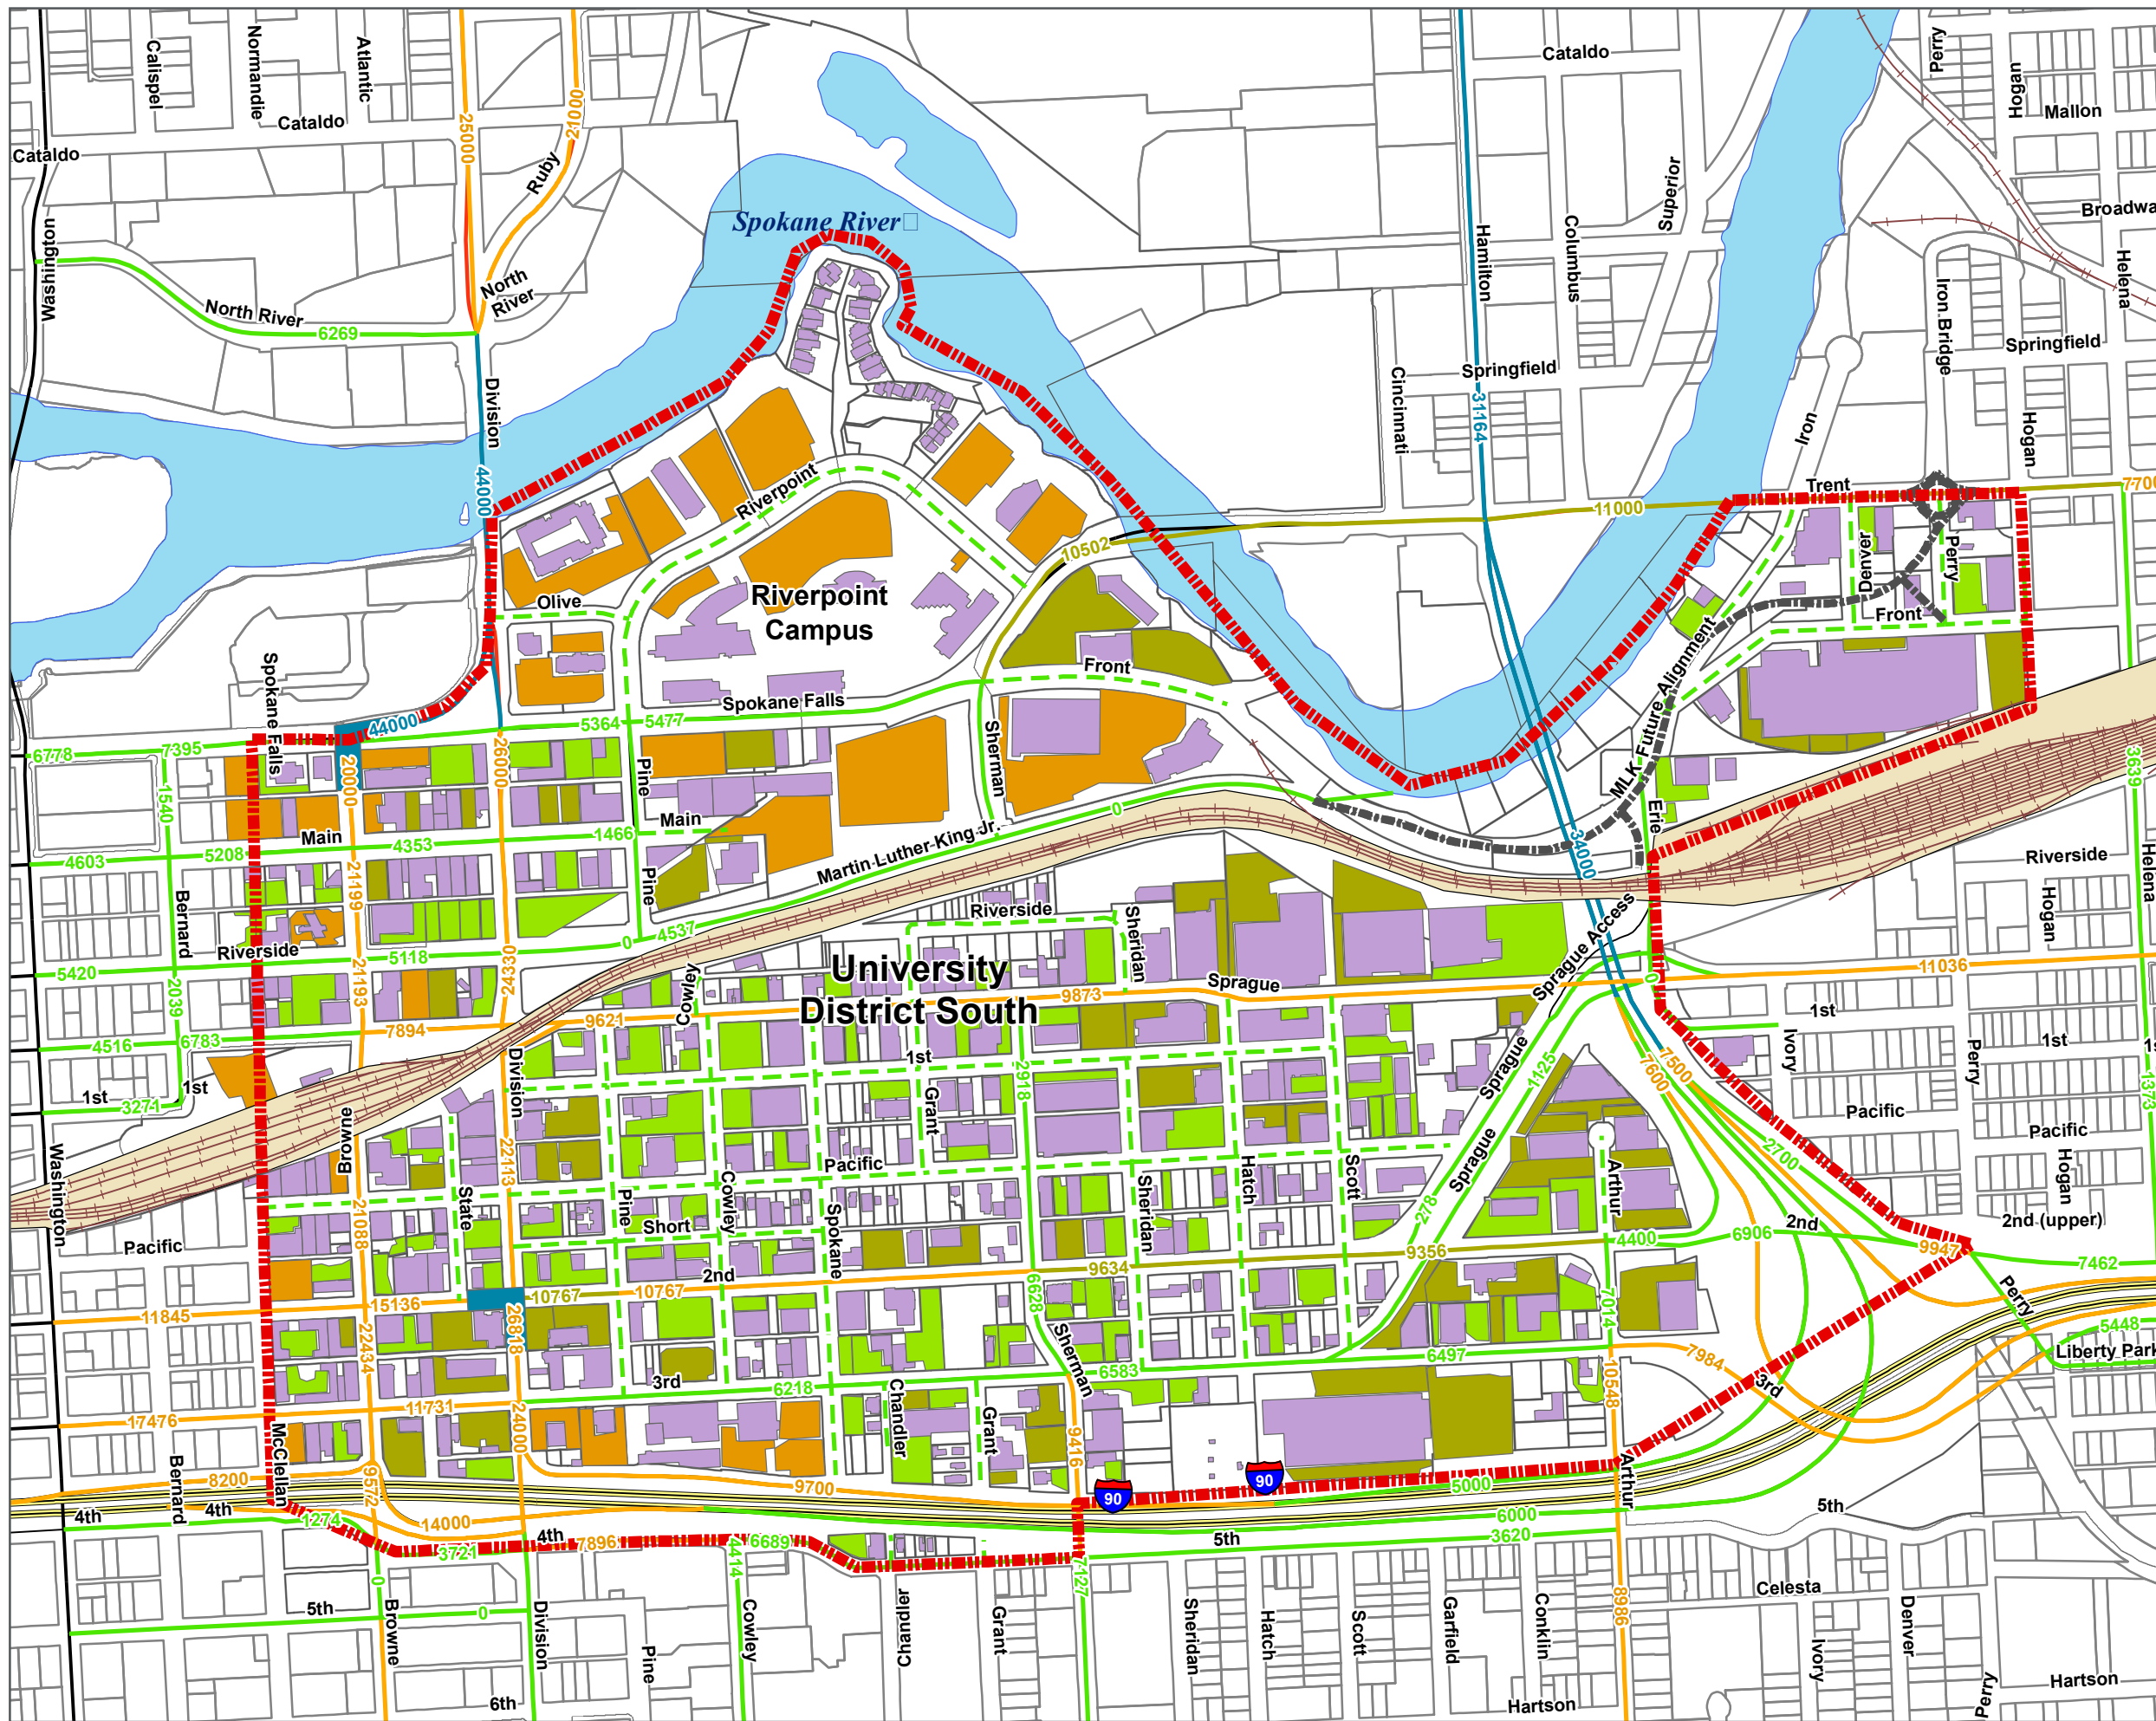 Calispel
Normandie
Atlantic
25000
21000
Cataldo
Perry
Hogan
Mallon
Cataldo
Cataldo
Ruby
Superior
Broadwa
Spokane River
Washington
North River
North
River
6269
Hamilton
Columbus
Helena
Iron Bridge
Springfield
Springfield
Division
Cincinnati
31164
Iron
Hogan
44000
Riverpoint
Trent
7700
11000
10502
Denver
Perry
Olive
Riverpoint
Campus
Front
Front
MLK Future Alignment
Spokane Falls
Spokane Falls
44000
5364
5477
Sherman
6778
7395
20000
26000
Pine
3639
1540
Main
1466
Main
0
Erie
4603
5208
4353
Martin Luther King Jr.
34000
Riverside
Helena
Bernard
21199
Pine
Riverside
Sheridan
Hogan
Riverside
5420
5118
0
4537
Sprague Access
2039
21193
24330
Cowley
University
District South
9873
Sprague
0
11036
4516
6783
7894
9621
1st
1st
1st
Division
1st
2918
Sprague
1125
7600
7500
Ivory
Perry
1373
1st
1st
3271
Grant
Pacific
Pacific
Washington
Browne
22113
Pacific
2700
Hogan
State
Pine
Cowley
Sheridan
Hatch
Scott
Sprague
Arthur
278
21088
Short
Spokane
Pacific
2nd
2nd (upper)
4400
6906
9947
7462
9356
9634
2nd
11845
15136
10767
10767
6628
7014
Perry
22434
26818
Sherman
5448
Liberty Park
6583
6497
7984
3rd
6218
3rd
10548
17476
11731
Chandler
Grant
McClellan
24000
9416
Bernard
8200
9572
9700
90
90
5000
Arthur
4th
4th
1274
14000
6000
5th
3721
4th
7896
4414
6689
5th
3620
7127
0
5th
0
Browne
Division
Pine
Cowley
Chandler
Grant
Sheridan
Hatch
Scott
Garfield
Conklin
8986
Celesta
Ivory
Denver
Perry
6th
Hartson
Hartson